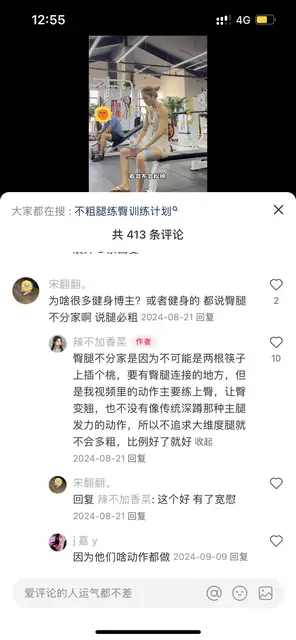 12:55
4G
大家都在搜：不粗腿练臀训练计划
共 413 条评论
宋翻翻。
为啥很多健身博主？或者健身的 都说臀腿
不分家啊 说腿必粗 2024-08-21 回复
2
辣不加香菜 作者
臀腿不分家是因为不可能是两根筷子
上插个桃，要有臀腿连接的地方，但
是我视频里的动作主要练上臀，让臀
变翘，也不没有像传统深蹲那种主腿
发力的动作，所以不追求大维度腿就
不会多粗，比例好了就好 收起
2024-08-21 回复
10
宋翻翻。
回复 辣不加香菜: 这个好 有了宽慰
2024-08-21 回复
j 嘉 y
因为他们啥动作都做 2024-09-09 回复
爱评论的人运气都不差